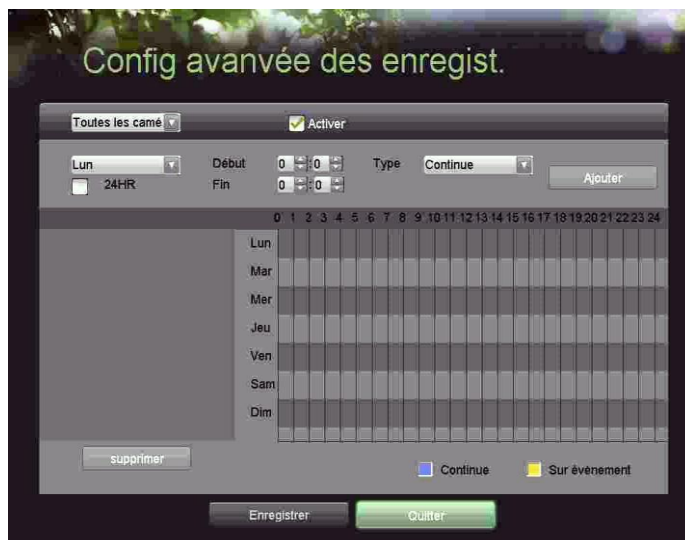 Config avanvée des enregist.
Toutes les camé Activer
Lun Début 0 : 0 Type Continue Ajouter
24HR Fin 0 : 0
0 1 2 3 4 5 6 7 8 9 10 11 12 13 14 15 16 17 18 19 20 21 22 23 24
Lun
Mar
Mer
Jeu
Ven
Sam
Dim
supprimer
Continue Sur événement
Enregistrer Quitter